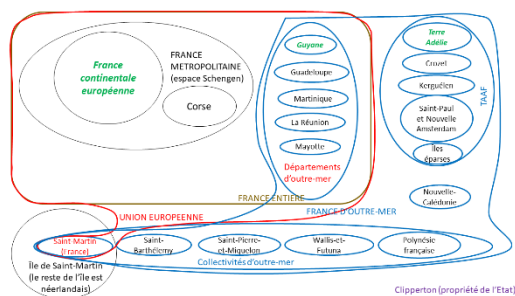 France
continentale
européenne
FRANCE
METROPOLITAINE
(espace Schengen)
Corse
Guyane
Guadeloupe
Martinique
La Réunion
Mayotte
Départements
d'outre-mer
Terre
Adélie
Crozet
Kerguélen
Saint-Paul
et Nouvelle
Amsterdam
Îles
éparses
TAAF
Nouvelle-
Calédonie
FRANCE ENTIÈRE
UNION EUROPEENNE
FRANCE D'OUTRE-MER
Saint Martin
(France)
Île de Saint-Martin
(le reste de l'île est
néerlandais)
Saint-
Barthélemy
Saint-Pierre-
et-Miquelon
Wallis-et-
Futuna
Polynésie
française
Collectivités d'outre-mer
Clipperton (propriété de l'Etat)